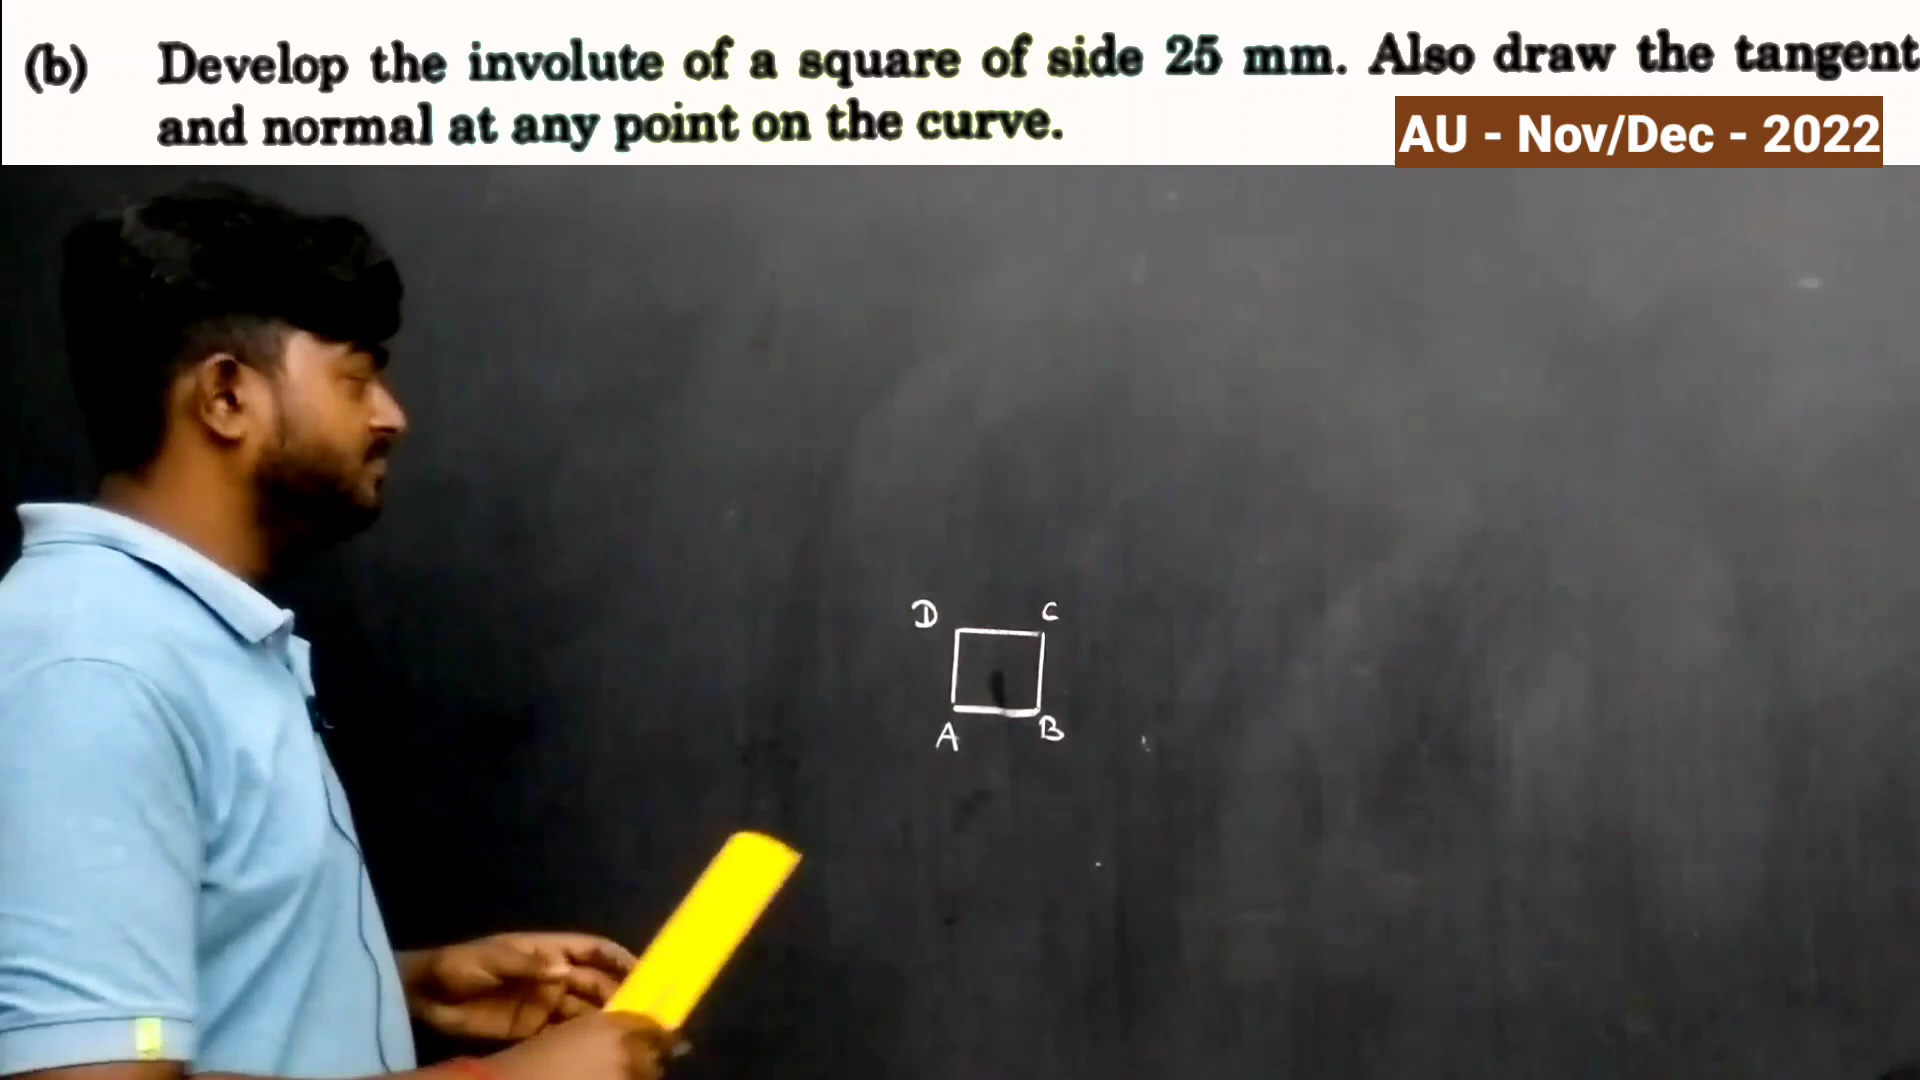 (b) Develop the involute of a square of side 25 mm. Also draw the tangent
and normal at any point on the curve.
AU - Nov/Dec - 2022
D C
A B